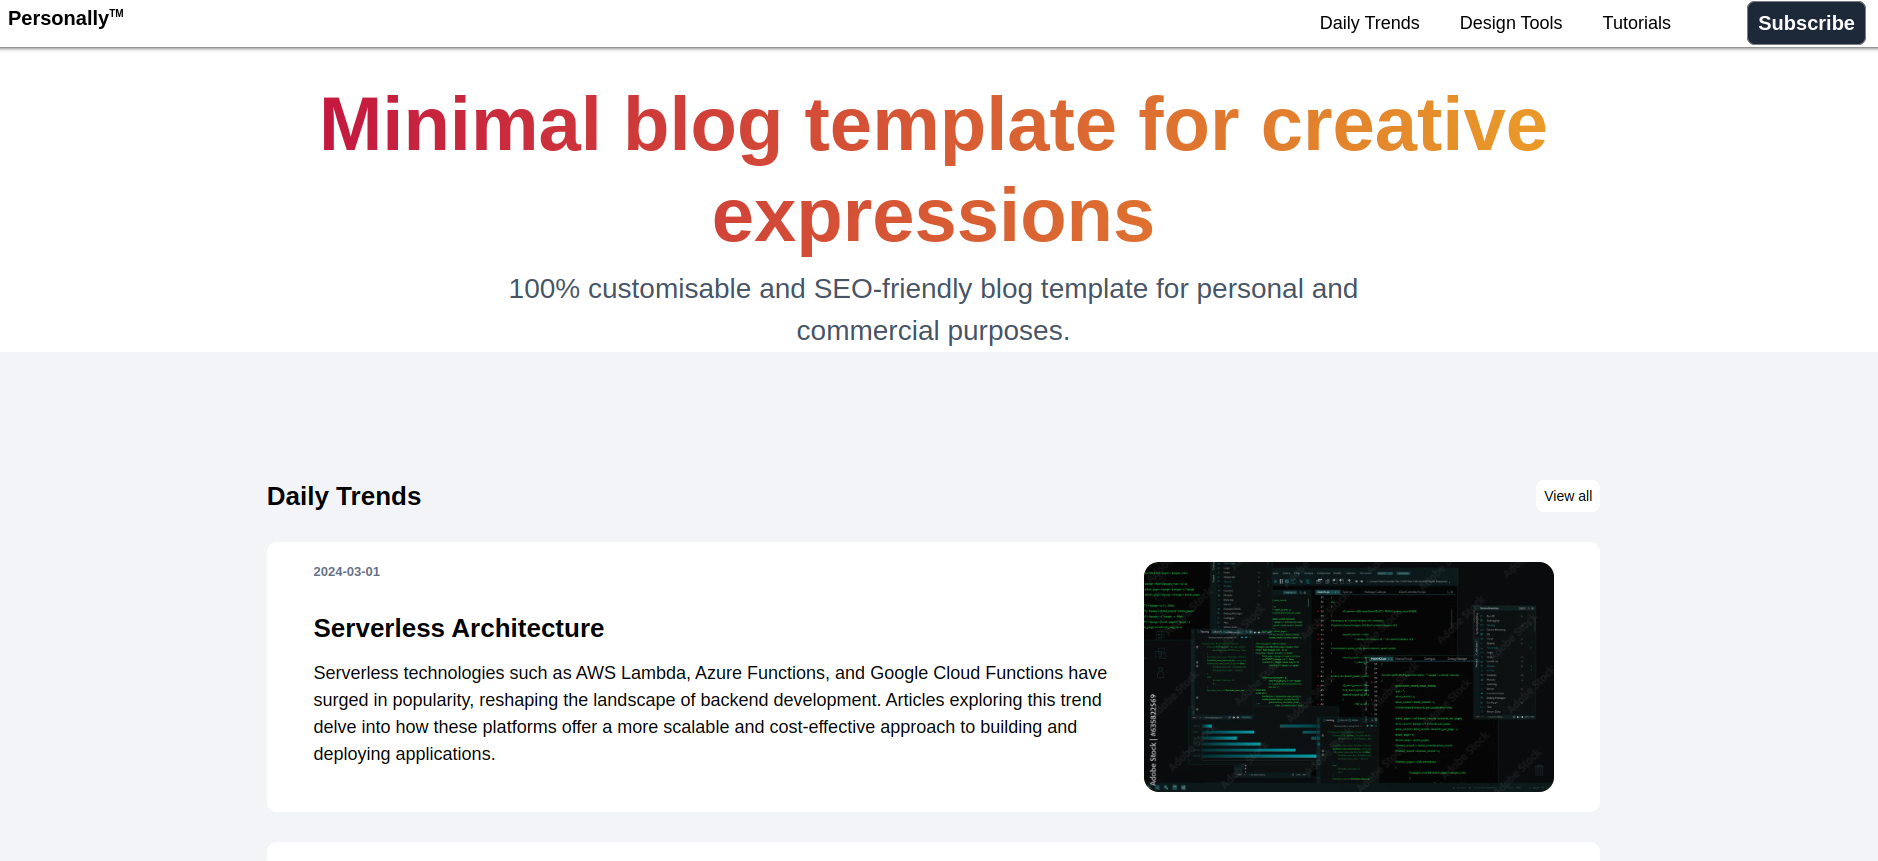 Personally™
Daily Trends
Design Tools
Tutorials
Subscribe
Minimal blog template for creative
expressions
100% customisable and SEO-friendly blog template for personal and
commercial purposes.
Daily Trends
View all
2024-03-01
Serverless Architecture
Serverless technologies such as AWS Lambda, Azure Functions, and Google Cloud Functions have
surged in popularity, reshaping the landscape of backend development. Articles exploring this trend
delve into how these platforms offer a more scalable and cost-effective approach to building and
deploying applications.
Adobe Stock | #635822569